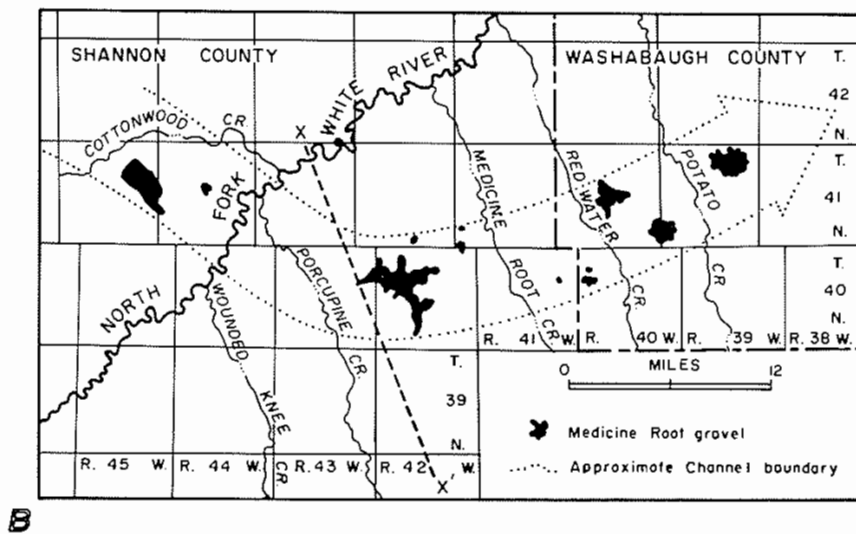 SHANNON COUNTY
WASHABAUGH COUNTY
T.
42
N.
COTTONWOOD CR.
X
NORTH FORK WHITE RIVER
MEDICINE ROOT CR.
RED WATER CR.
POTATO CR.
T.
41
N.
WOUNDED KNEE CR.
PORCUPINE CR.
T.
40
N.
R. 41 W. R. 40 W. R. 39 W. R. 38 W.
T.
39
N.
MILES
0 12
Medicine Root gravel
Approximate Channel boundary
R. 45 W. R. 44 W. R. 43 W. R. 42 W.
X'
B